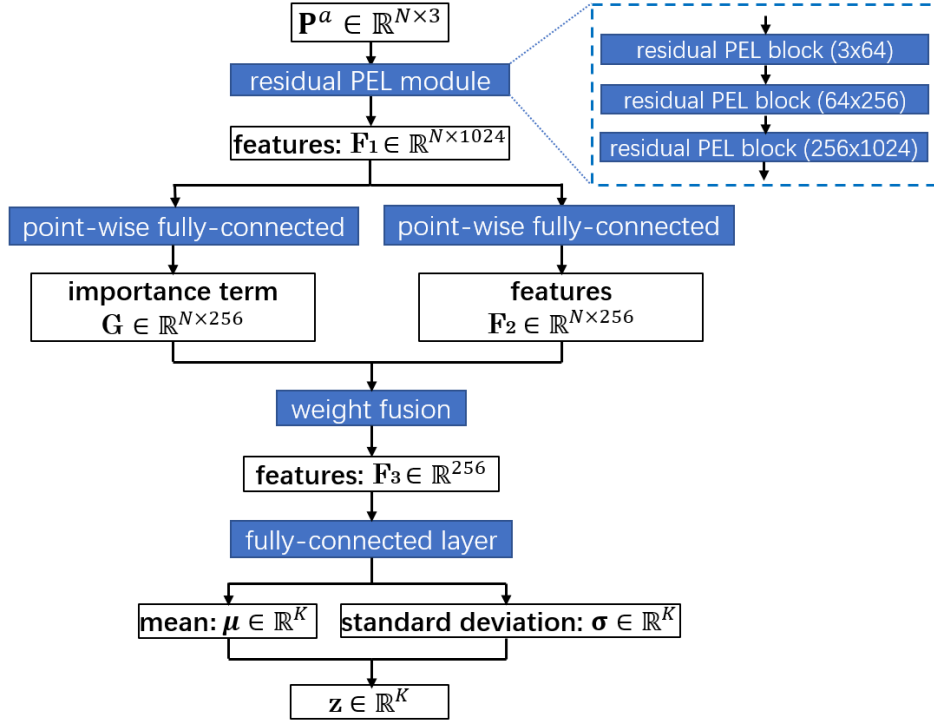 𝐏ᵃ ∈ ℝ^{N×3}
residual PEL module
residual PEL block (3x64)
residual PEL block (64x256)
residual PEL block (256x1024)
features: 𝐅₁ ∈ ℝ^{N×1024}
point-wise fully-connected
point-wise fully-connected
importance term
𝐆 ∈ ℝ^{N×256}
features
𝐅₂ ∈ ℝ^{N×256}
weight fusion
features: 𝐅₃ ∈ ℝ^{256}
fully-connected layer
mean: 𝛍 ∈ ℝ^{K}
standard deviation: 𝛔 ∈ ℝ^{K}
𝐳 ∈ ℝ^{K}